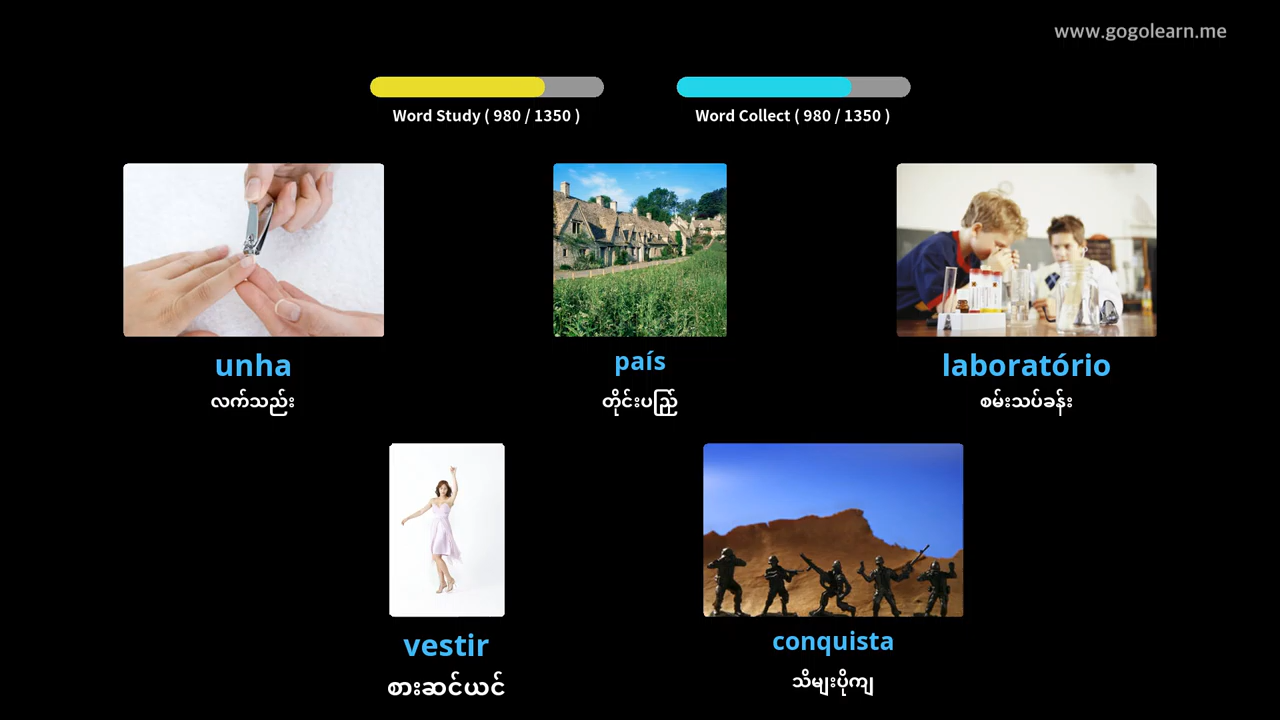 www.gogolearn.me
Word Study ( 980 / 1350 )
Word Collect ( 980 / 1350 )
unha
လက်သည်း
país
တိုင်းပြည်
laboratório
စမ်းသပ်ခန်း
vestir
စားဆင်ယင်
conquista
သိမျးပိုကျ